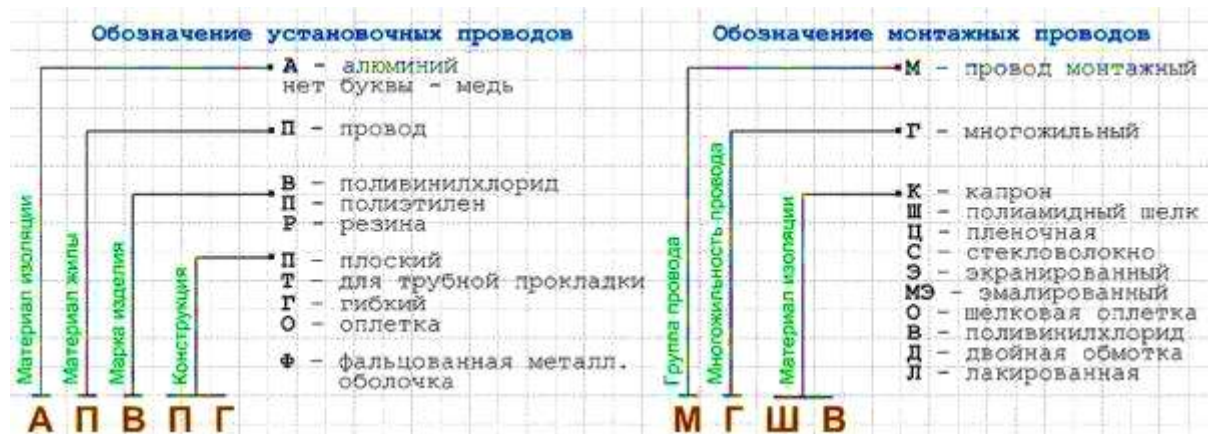 Обозначение установочных проводов
А - алюминий
нет буквы - медь
П - провод
В - поливинилхлорид
П - полиэтилен
Р - резина
П - плоский
Т - для трубной прокладки
Г - гибкий
О - оплетка
Ф - фальцованная металл.
оболочка
Материал изоляции
Материал жилы
Марка изделия
Конструкция
А П В П Г
Обозначение монтажных проводов
М - провод монтажный
Г - многожильный
К - капрон
Ш - полиамидный шелк
Ц - пленочная
С - стекловолокно
Э - экранированный
МЭ - эмалированный
О - шелковая оплетка
В - поливинилхлорид
Д - двойная обмотка
Л - лакированная
Группа провода
Многожильность провода
Материал изоляции
М Г Ш В